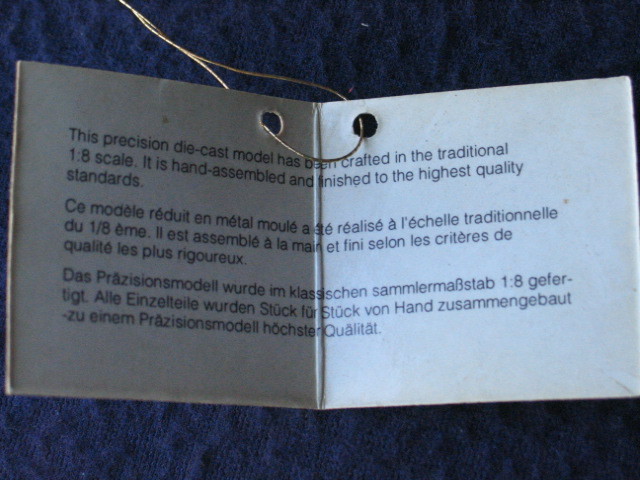 This precision die-cast model has been crafted in the traditional
1:8 scale. It is hand-assembled and finished to the highest quality
standards.
Ce modèle réduit en métal moulé a été réalisé à l'échelle traditionnelle
du 1/8 ème. Il est assemblé à la main et fini selon les critères de
qualité les plus rigoureux.
Das Präzisionsmodell wurde im klassischen sammlermaßstab 1:8 gefer-
tigt. Alle Einzelteile wurden Stück für Stück von Hand zusammengebaut
-zu einem Präzisionsmodell höchster Quälität.